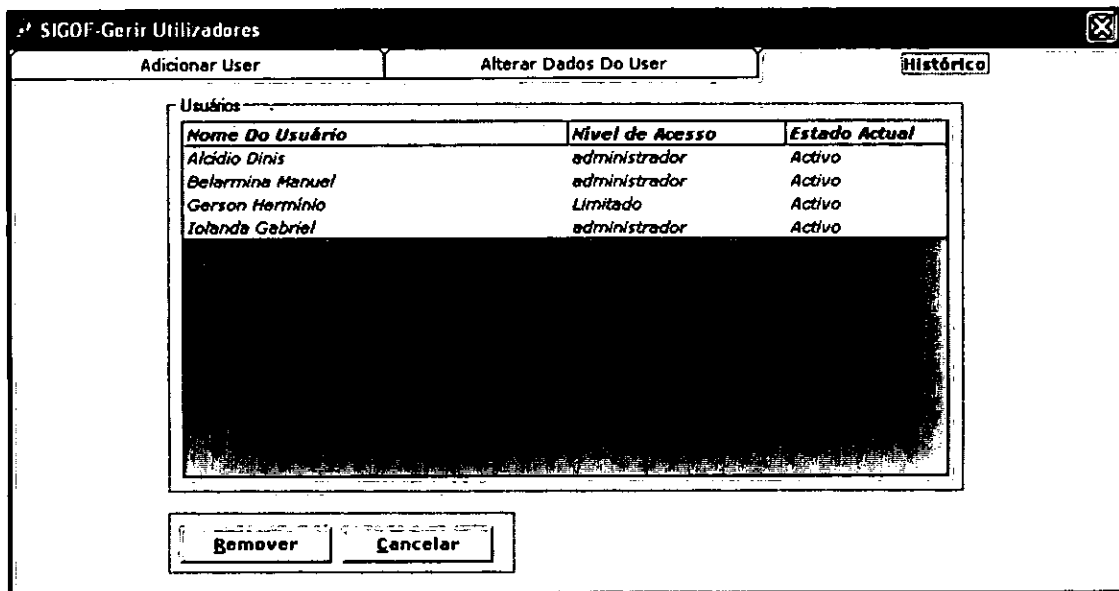 SIGOF-Gerir Utilizadores
Adicionar User Alterar Dados Do User Histórico
Usuários
Nome Do Usuário Nível de Acesso Estado Actual
Alcídio Dinis administrador Activo
Belarmina Manuel administrador Activo
Gerson Hermínio Limitado Activo
Iolanda Gabriel administrador Activo
Remover Cancelar